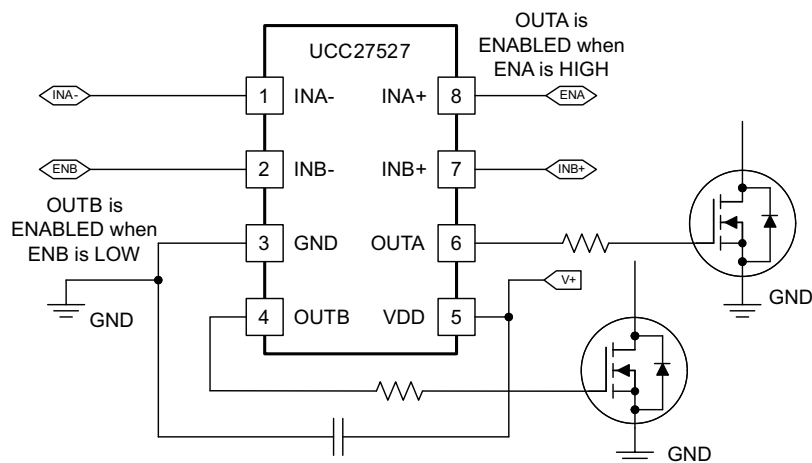 OUTA is
ENABLED when
ENA is HIGH
UCC27527
INA-
1
INA-
INA+
8
ENA
ENB
2
INB-
INB+
7
INB+
OUTB is
ENABLED when
ENB is LOW
3
GND
OUTA
6
GND
4
OUTB
VDD
5
V+
GND
GND